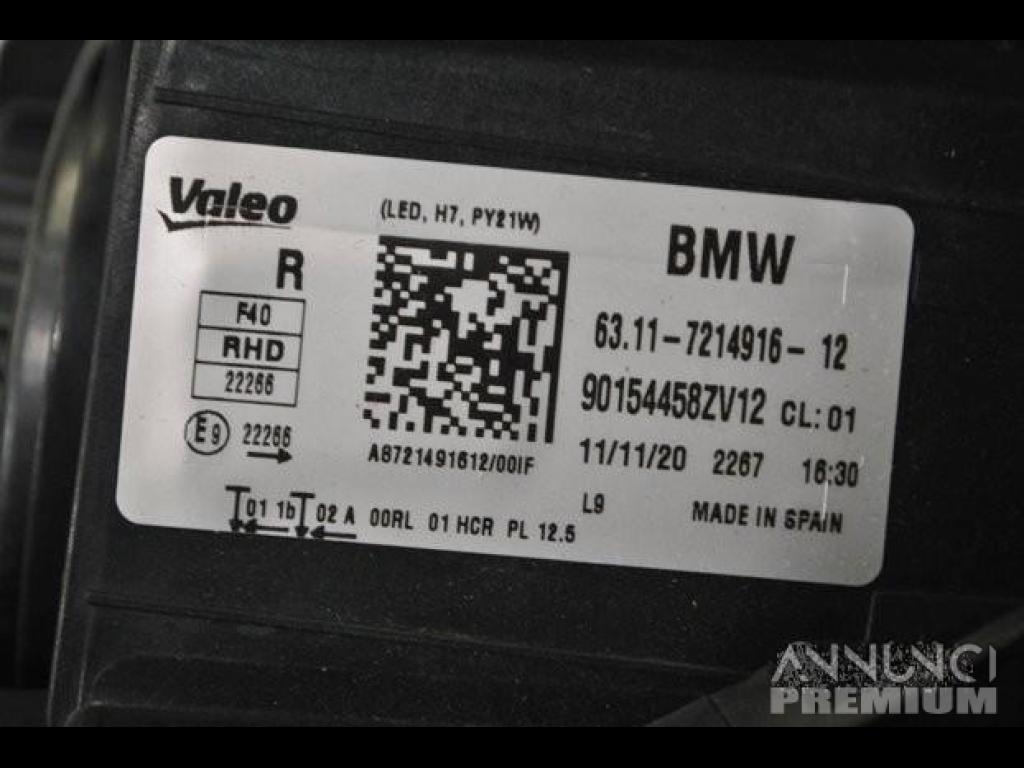 Valeo
(LED, H7, PY21W)
BMW
R
F40
RHD
22266
E9 22266
A8721491612/00IF
63.11-7214916-12
90154458ZV12 CL:01
11/11/20 2267 16:30
L9 MADE IN SPAIN
01 1b 02 A 00RL 01 HCR PL 12.5
ANNUNCI
PREMIUM